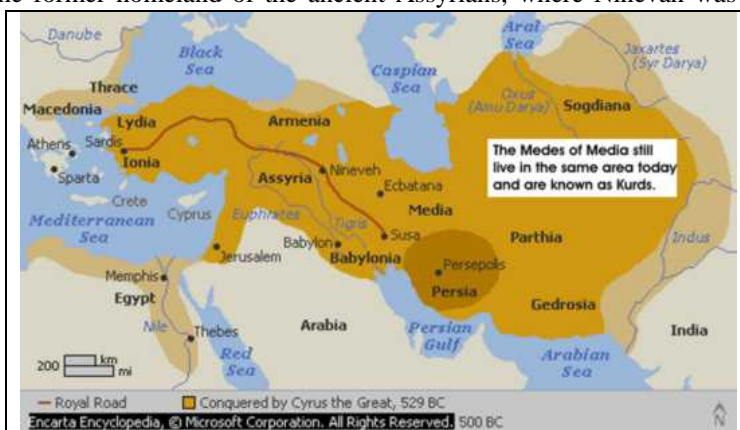 he former homeland of the ancient Assyrians, where Ninevah was
Danube
Black
Sea
Aral
Sea
Jaxartes
(Syr Darya)
Caspian
Sea
Oxus
(Amu Darya)
Thrace
Macedonia
Lydia
Armenia
Sogdiana
Athens
Sardis
Ionia
Sparta
Nineveh
Assyria
Ecbatana
The Medes of Media still
live in the same area today
and are known as Kurds.
Crete
Cyprus
Euphrates
Tigris
Media
Mediterranean
Sea
Babylon
Susa
Parthia
Indus
Jerusalem
Babylonia
Memphis
Persepolis
Persia
Egypt
Gedrosia
Nile
Thebes
Arabia
Persian
Gulf
India
Red
Sea
Arabian
Sea
200
km
mi
Royal Road
Conquered by Cyrus the Great, 529 BC
Encarta Encyclopedia, © Microsoft Corporation. All Rights Reserved. 500 BC
N